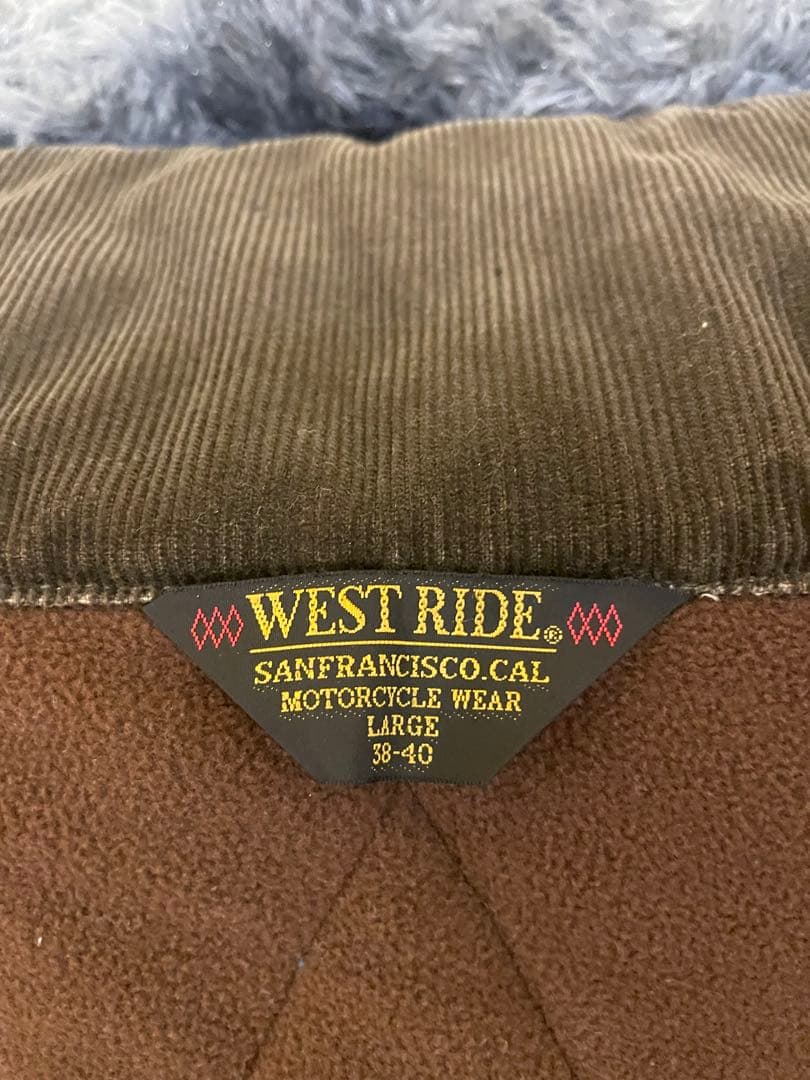 WEST RIDE®
SANFRANCISCO.CAL
MOTORCYCLE WEAR
LARGE
38-40